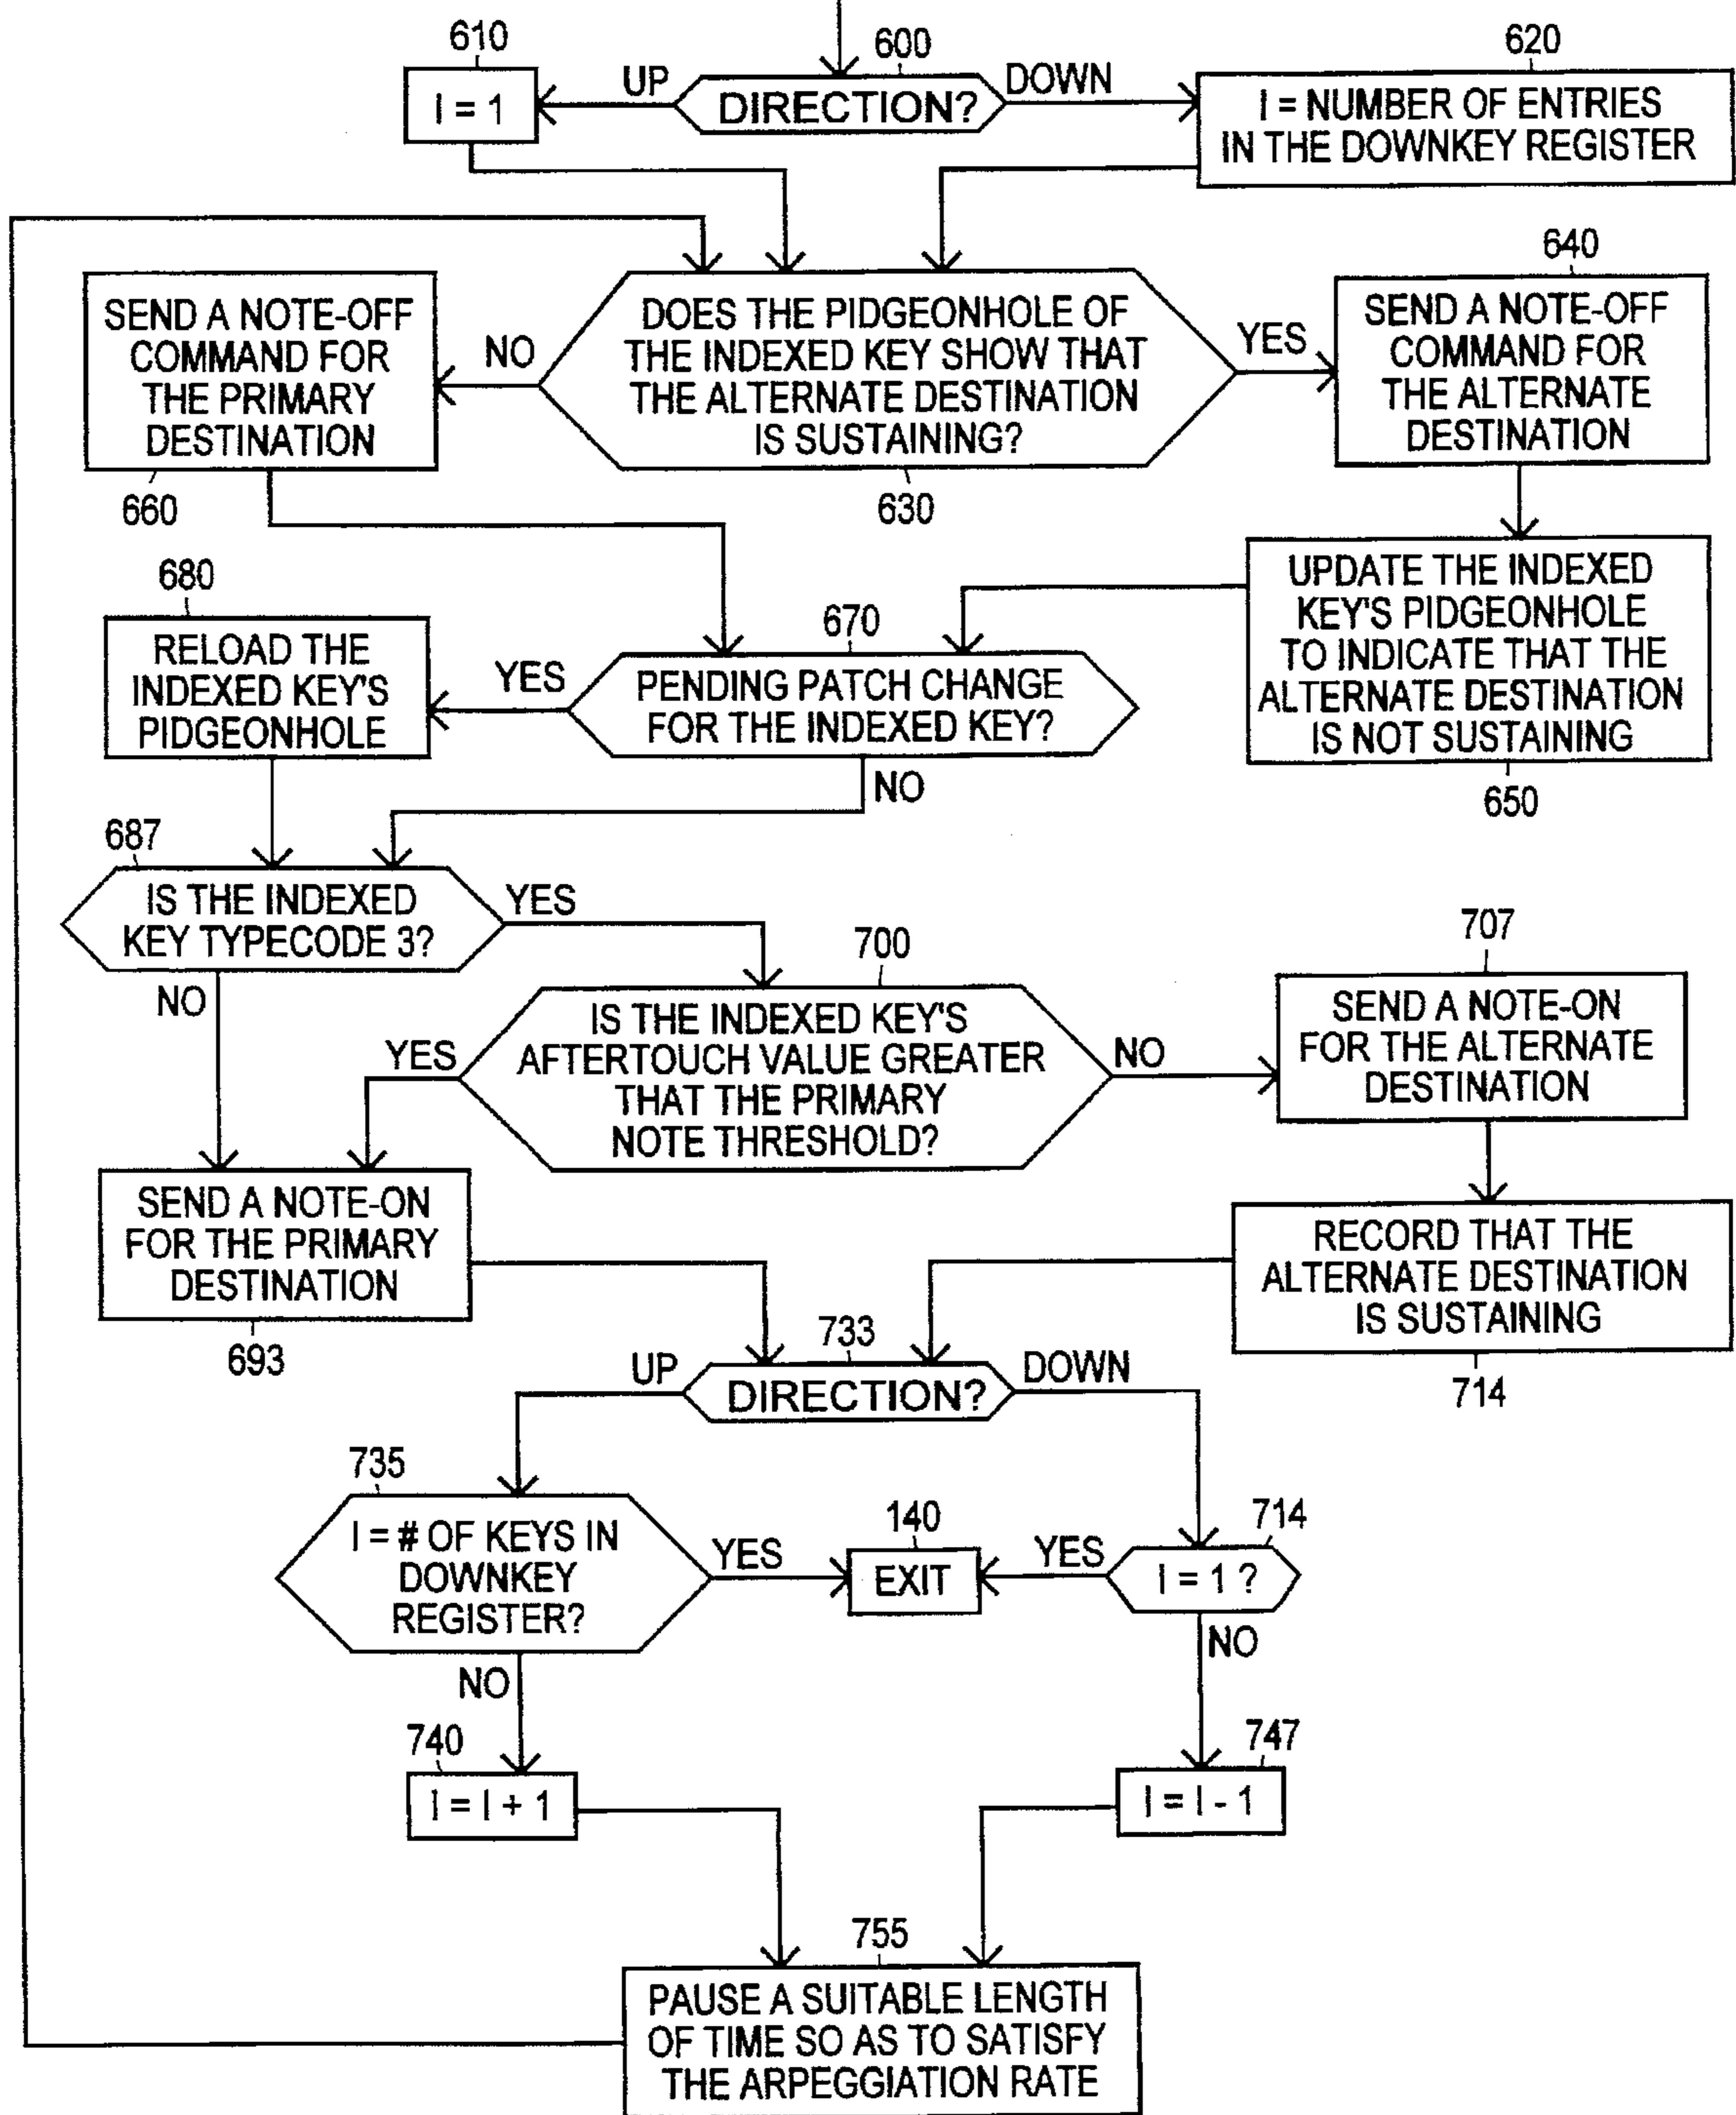 610
I = 1
UP
600
DIRECTION?
DOWN
620
I = NUMBER OF ENTRIES
IN THE DOWNKEY REGISTER
SEND A NOTE-OFF
COMMAND FOR
THE PRIMARY
DESTINATION
660
NO
DOES THE PIDGEONHOLE OF
THE INDEXED KEY SHOW THAT
THE ALTERNATE DESTINATION
IS SUSTAINING?
630
YES
640
SEND A NOTE-OFF
COMMAND FOR
THE ALTERNATE
DESTINATION
UPDATE THE INDEXED
KEY'S PIDGEONHOLE
TO INDICATE THAT THE
ALTERNATE DESTINATION
IS NOT SUSTAINING
650
680
RELOAD THE
INDEXED KEY'S
PIDGEONHOLE
YES
670
PENDING PATCH CHANGE
FOR THE INDEXED KEY?
NO
687
IS THE INDEXED
KEY TYPECODE 3?
YES
NO
700
IS THE INDEXED KEY'S
AFTERTOUCH VALUE GREATER
THAT THE PRIMARY
NOTE THRESHOLD?
YES
NO
707
SEND A NOTE-ON
FOR THE ALTERNATE
DESTINATION
SEND A NOTE-ON
FOR THE PRIMARY
DESTINATION
693
RECORD THAT THE
ALTERNATE DESTINATION
IS SUSTAINING
714
UP
733
DIRECTION?
DOWN
735
I = # OF KEYS IN
DOWNKEY
REGISTER?
YES
140
EXIT
YES
714
I = 1 ?
NO
NO
740
I = I + 1
747
I = I - 1
755
PAUSE A SUITABLE LENGTH
OF TIME SO AS TO SATISFY
THE ARPEGGIATION RATE